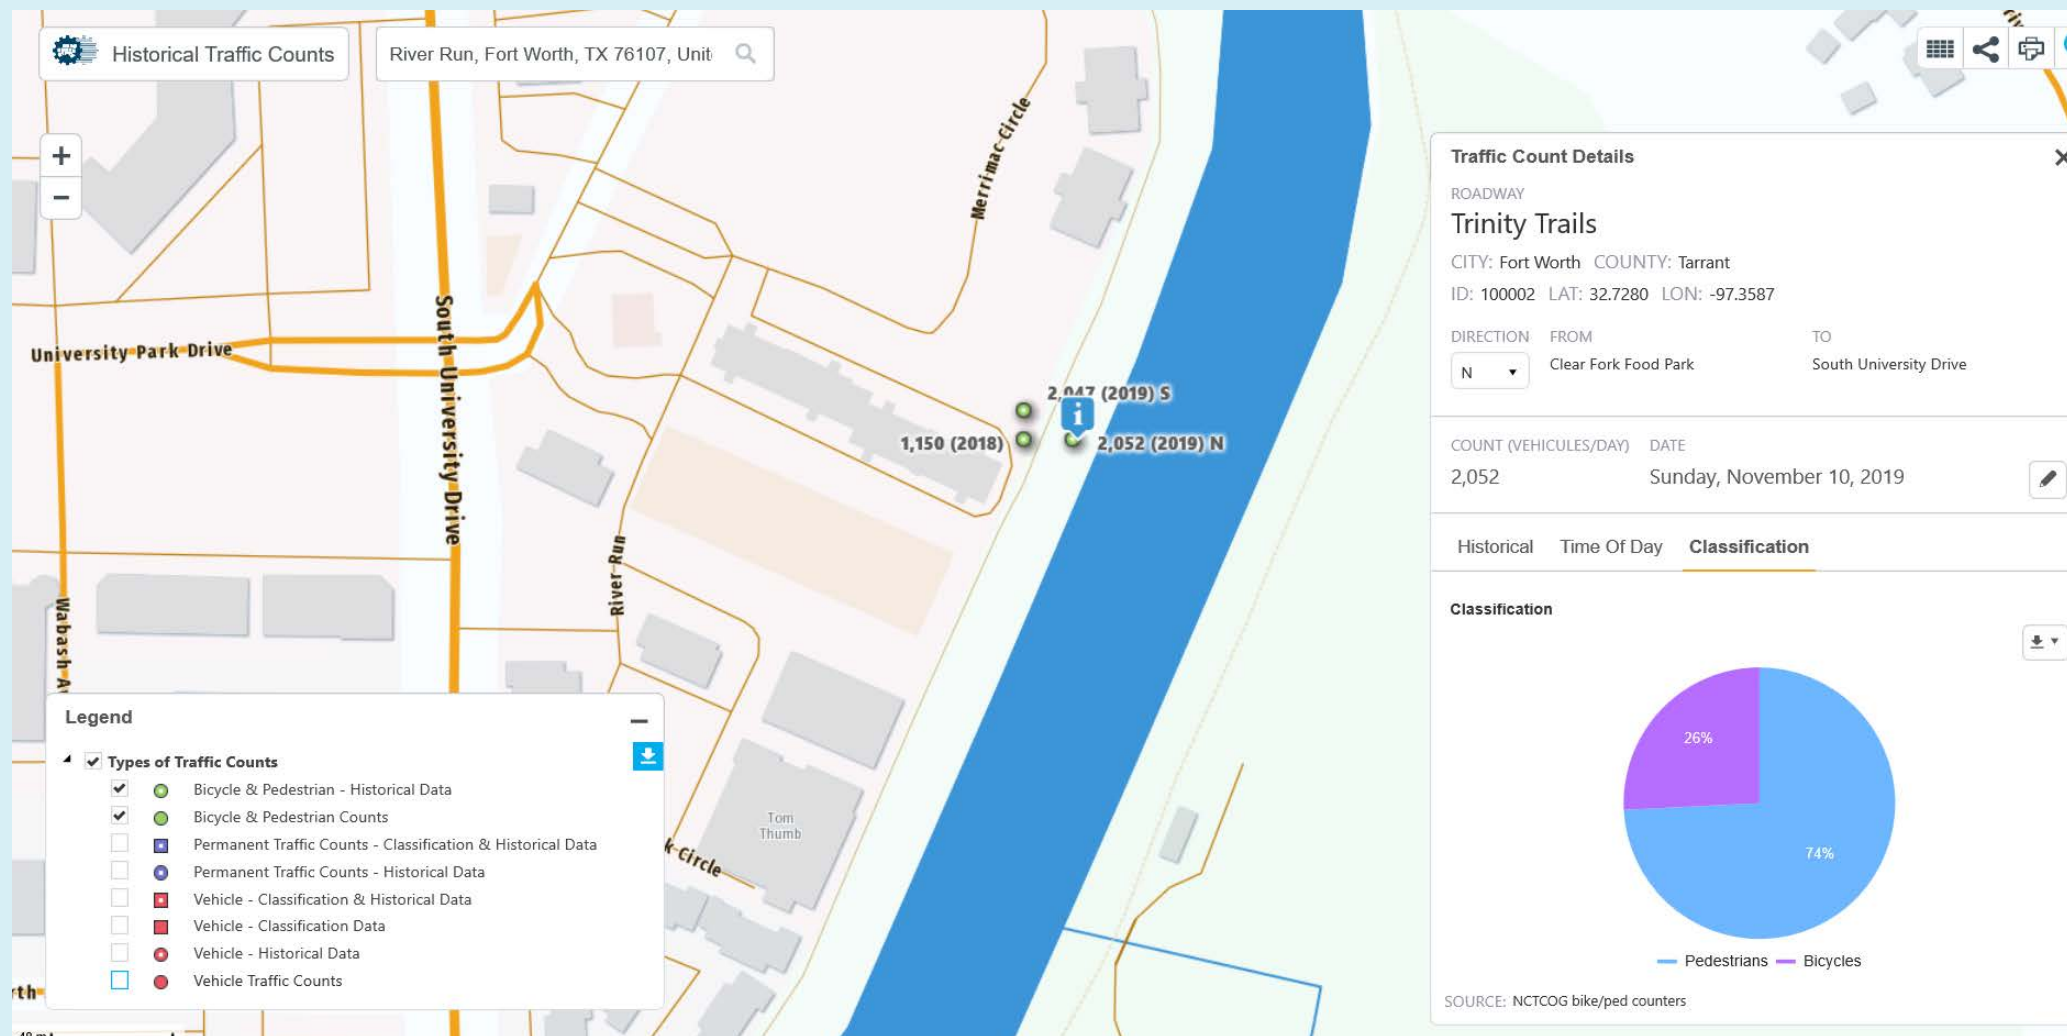 Historical Traffic Counts
River Run, Fort Worth, TX 76107, Unit
+
−
Merrimac Circle
University Park Drive
South University Drive
River Run
Wabash A
k Circle
Tom
Thumb
2,047 (2019) S
i
1,150 (2018)
2,052 (2019) N
Legend
Types of Traffic Counts
Bicycle & Pedestrian - Historical Data
Bicycle & Pedestrian Counts
Permanent Traffic Counts - Classification & Historical Data
Permanent Traffic Counts - Historical Data
Vehicle - Classification & Historical Data
Vehicle - Classification Data
Vehicle - Historical Data
Vehicle Traffic Counts
Traffic Count Details
ROADWAY
Trinity Trails
CITY: Fort Worth COUNTY: Tarrant
ID: 100002 LAT: 32.7280 LON: -97.3587
DIRECTION FROM TO
N Clear Fork Food Park South University Drive
COUNT (VEHICULES/DAY) DATE
2,052 Sunday, November 10, 2019
Historical Time Of Day Classification
Classification
26%
74%
Pedestrians Bicycles
SOURCE: NCTCOG bike/ped counters